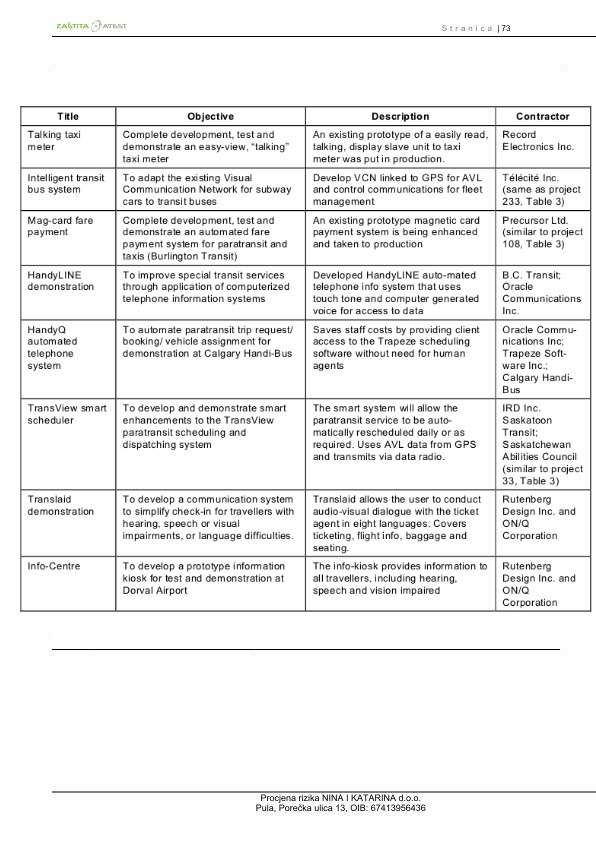 ZAŠTITA ATEST
Stranica |73
Title Objective Description Contractor
Talking taxi
meter
Complete development, test and
demonstrate an easy-view, “talking”
taxi meter
An existing prototype of a easily read,
talking, display slave unit to taxi
meter was put in production.
Record
Electronics Inc.
Intelligent transit
bus system
To adapt the existing Visual
Communication Network for subway
cars to transit buses
Develop VCN linked to GPS for AVL
and control communications for fleet
management
Télécité Inc.
(same as project
233, Table 3)
Mag-card fare
payment
Complete development, test and
demonstrate an automated fare
payment system for paratransit and
taxis (Burlington Transit)
An existing prototype magnetic card
payment system is being enhanced
and taken to production
Precursor Ltd.
(similar to project
108, Table 3)
HandyLINE
demonstration
To improve special transit services
through application of computerized
telephone information systems
Developed HandyLINE auto-mated
telephone info system that uses
touch tone and computer generated
voice for access to data
B.C. Transit;
Oracle
Communications
Inc.
HandyQ
automated
telephone
system
To automate paratransit trip request/
booking/ vehicle assignment for
demonstration at Calgary Handi-Bus
Saves staff costs by providing client
access to the Trapeze scheduling
software without need for human
agents
Oracle Commu-
nications Inc;
Trapeze Soft-
ware Inc.;
Calgary Handi-
Bus
TransView smart
scheduler
To develop and demonstrate smart
enhancements to the TransView
paratransit scheduling and
dispatching system
The smart system will allow the
paratransit service to be auto-
matically rescheduled daily or as
required. Uses AVL data from GPS
and transmits via data radio.
IRD Inc.
Saskatoon
Transit;
Saskatchewan
Abilities Council
(similar to project
33, Table 3)
Translaid
demonstration
To develop a communication system
to simplify check-in for travellers with
hearing, speech or visual
impairments, or language difficulties.
Translaid allows the user to conduct
audio-visual dialogue with the ticket
agent in eight languages. Covers
ticketing, flight info, baggage and
seating.
Rutenberg
Design Inc. and
ON/Q
Corporation
Info-Centre
To develop a prototype information
kiosk for test and demonstration at
Dorval Airport
The info-kiosk provides information to
all travellers, including hearing,
speech and vision impaired
Rutenberg
Design Inc. and
ON/Q
Corporation
Procjena rizika NINA I KATARINA d.o.o.
Pula, Porečka ulica 13, OIB: 67413956436